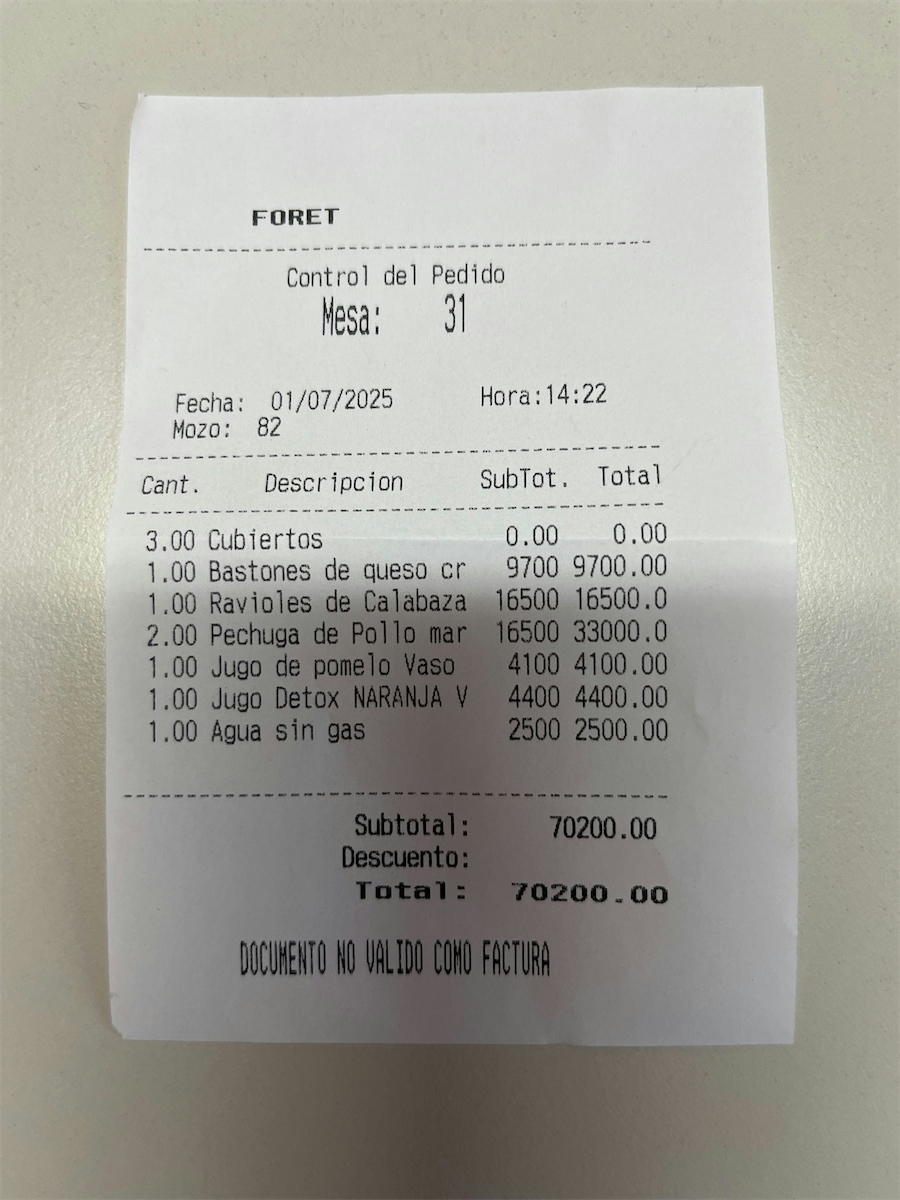 FORET
Control del Pedido
Mesa: 31
Fecha: 01/07/2025 Hora:14:22
Mozo: 82
Cant. Descripcion SubTot. Total
3.00 Cubiertos 0.00 0.00
1.00 Bastones de queso cr 9700 9700.00
1.00 Ravioles de Calabaza 16500 16500.0
2.00 Pechuga de Pollo mar 16500 33000.0
1.00 Jugo de pomelo Vaso 4100 4100.00
1.00 Jugo Detox NARANJA V 4400 4400.00
1.00 Agua sin gas 2500 2500.00
Subtotal: 70200.00
Descuento:
Total: 70200.00
DOCUMENTO NO VALIDO COMO FACTURA